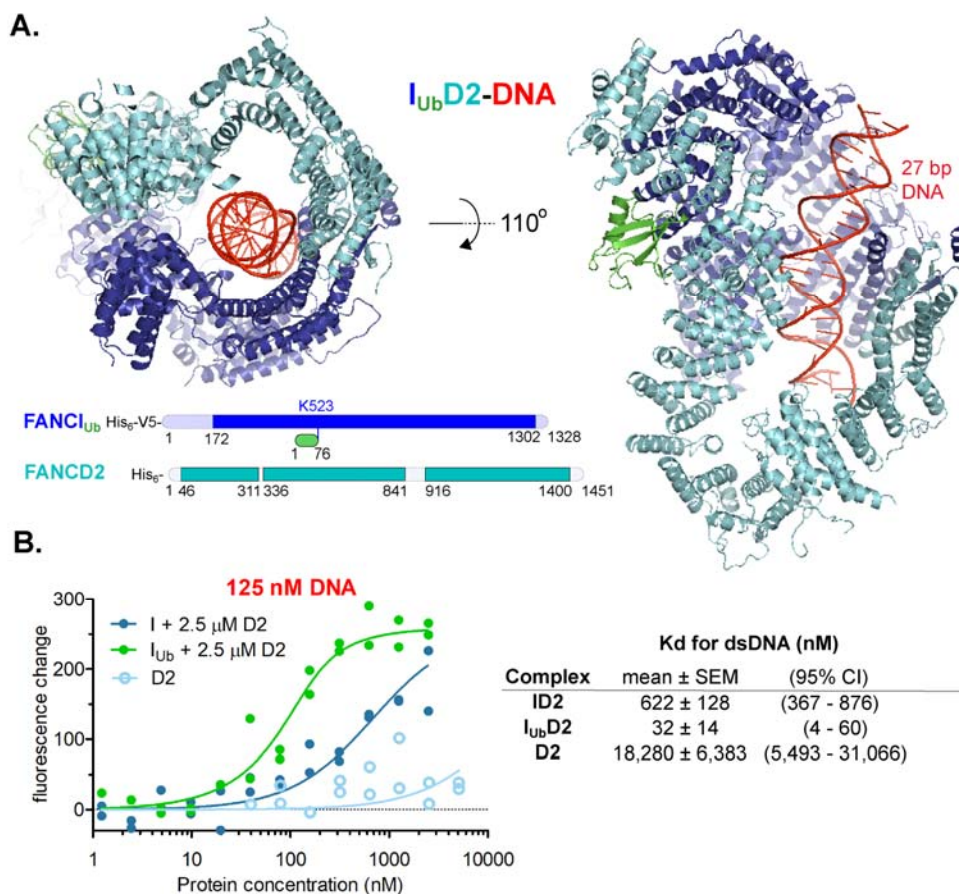 A.
I_UbD2-DNA
27 bp
DNA
110°
K523
FANCI_Ub His₆-V5-
1 172 1 76 1302 1328
FANCD2 His₆-
1 46 311 336 841 916 1400 1451
B.
125 nM DNA
300
200
100
0
fluorescence change
I + 2.5 μM D2
I_Ub + 2.5 μM D2
D2
1 10 100 1000 10000
Protein concentration (nM)
Kd for dsDNA (nM)
Complex mean ± SEM (95% CI)
ID2 622 ± 128 (367 - 876)
I_UbD2 32 ± 14 (4 - 60)
D2 18,280 ± 6,383 (5,493 - 31,066)